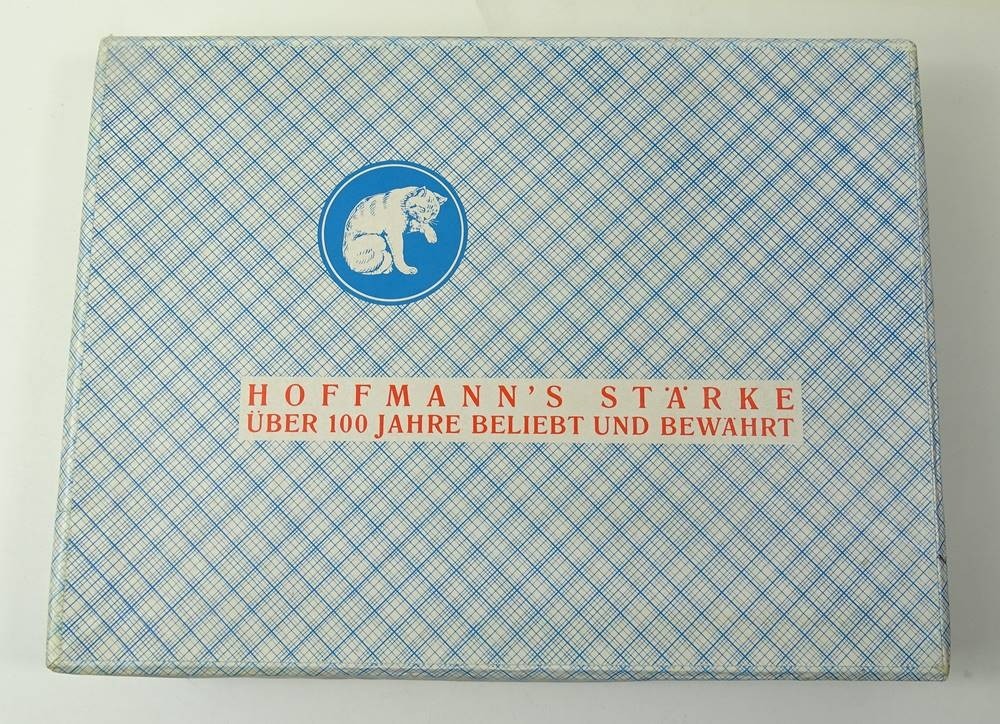 HOFFMANN'S STÄRKE
ÜBER 100 JAHRE BELIEBT UND BEWÄHRT